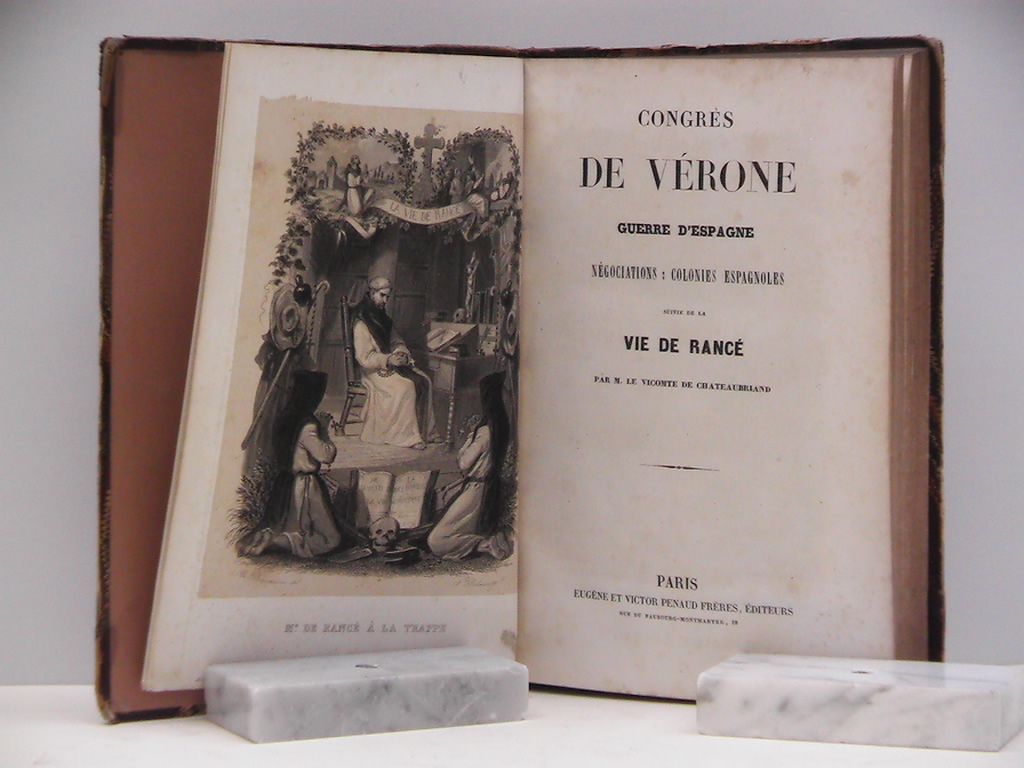 LA VIE DE RANCÉ
Mr DE RANCÉ À LA TRAPPE
CONGRÈS
DE VÉRONE
GUERRE D'ESPAGNE
NÉGOCIATIONS : COLONIES ESPAGNOLES
SUIVIE DE LA
VIE DE RANCÉ
PAR M. LE VICOMTE DE CHATEAUBRIAND
PARIS
EUGÈNE ET VICTOR PENAUD FRÈRES, ÉDITEURS
RUE DU FAUBOURG-MONTMARTRE, 10